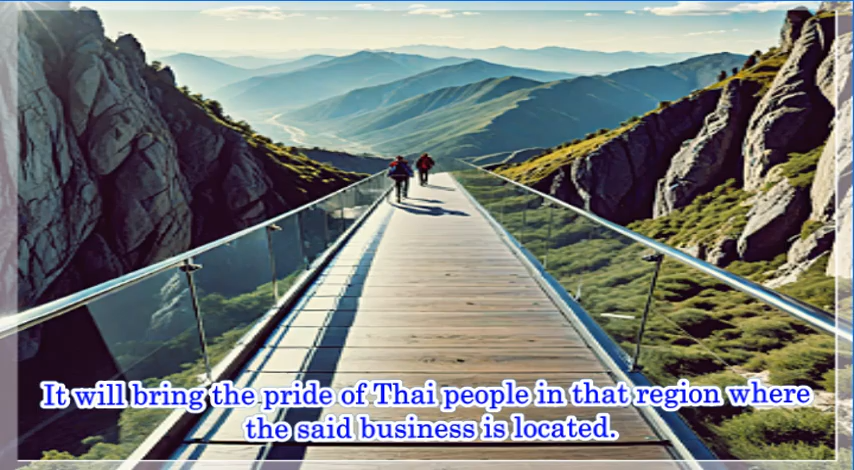 It will bring the pride of Thai people in that region where
the said business is located.